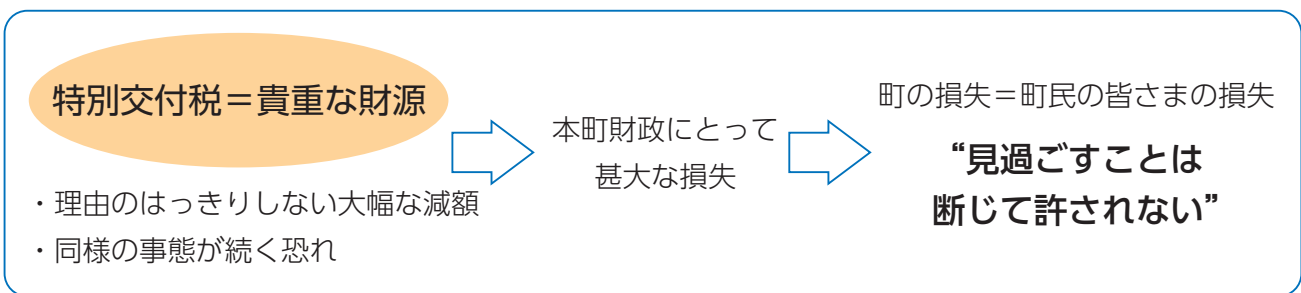 特別交付税＝貴重な財源
・理由のはっきりしない大幅な減額
・同様の事態が続く恐れ
本町財政にとって
甚大な損失
町の損失＝町民の皆さまの損失
“見過ごすことは
断じて許されない”